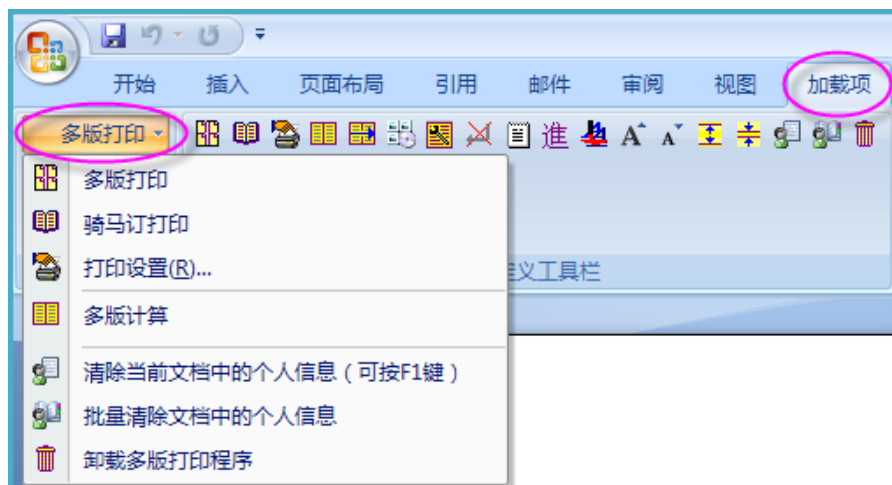 开始 插入 页面布局 引用 邮件 审阅 视图 加载项
多版打印 進 A A
多版打印
骑马订打印
打印设置(R)...
定义工具栏
多版计算
清除当前文档中的个人信息（可按F1键）
批量清除文档中的个人信息
卸载多版打印程序